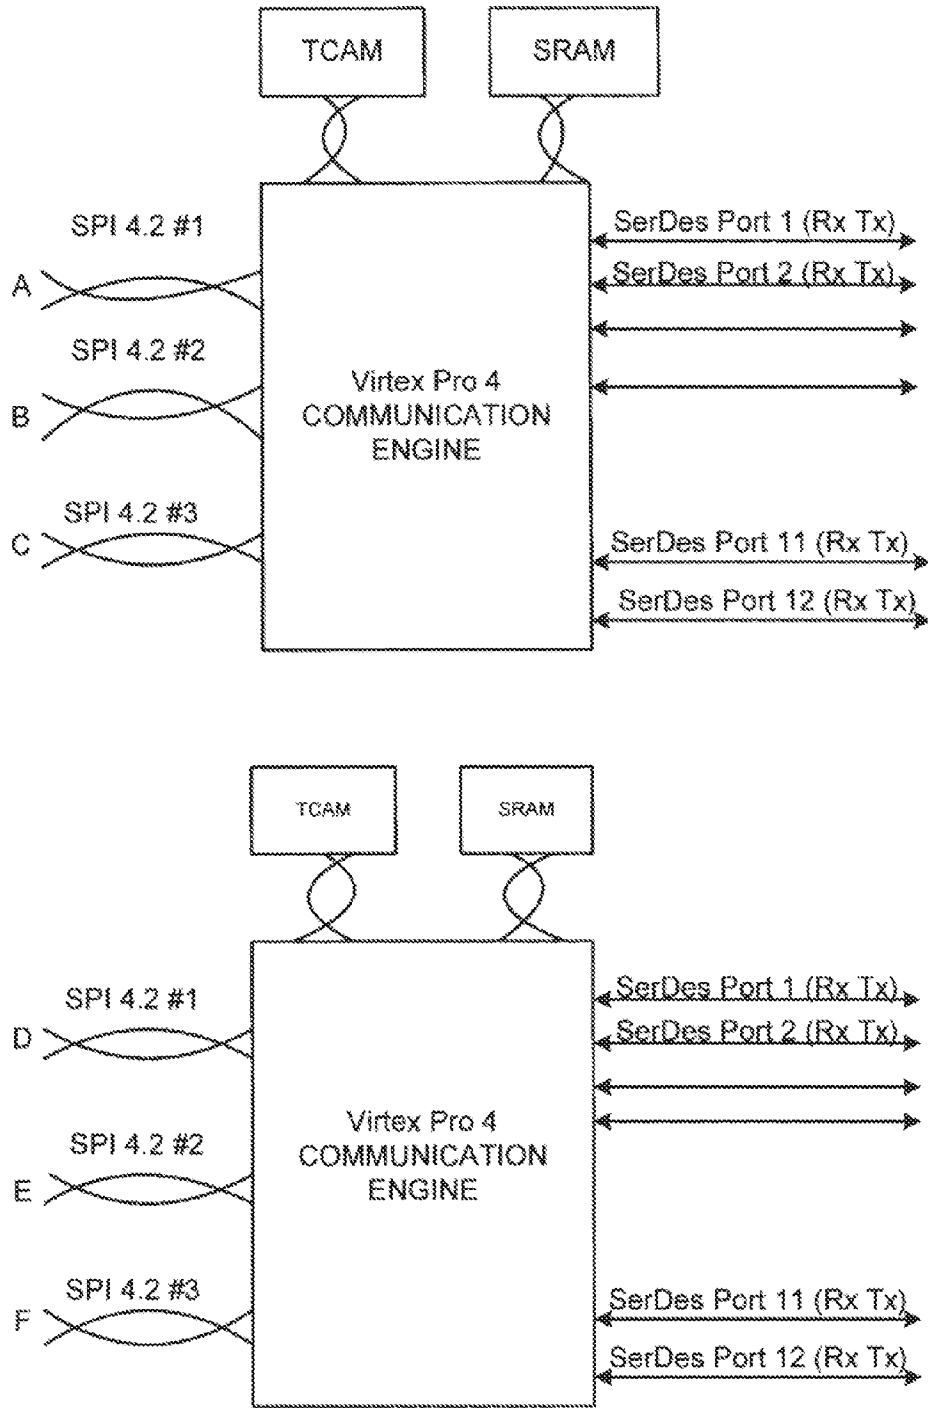 TCAM
SRAM
SPI 4.2 #1
A
SPI 4.2 #2
B
SPI 4.2 #3
C
Virtex Pro 4
COMMUNICATION
ENGINE
SerDes Port 1 (Rx Tx)
SerDes Port 2 (Rx Tx)
SerDes Port 11 (Rx Tx)
SerDes Port 12 (Rx Tx)
TCAM
SRAM
SPI 4.2 #1
D
SPI 4.2 #2
E
SPI 4.2 #3
F
Virtex Pro 4
COMMUNICATION
ENGINE
SerDes Port 1 (Rx Tx)
SerDes Port 2 (Rx Tx)
SerDes Port 11 (Rx Tx)
SerDes Port 12 (Rx Tx)